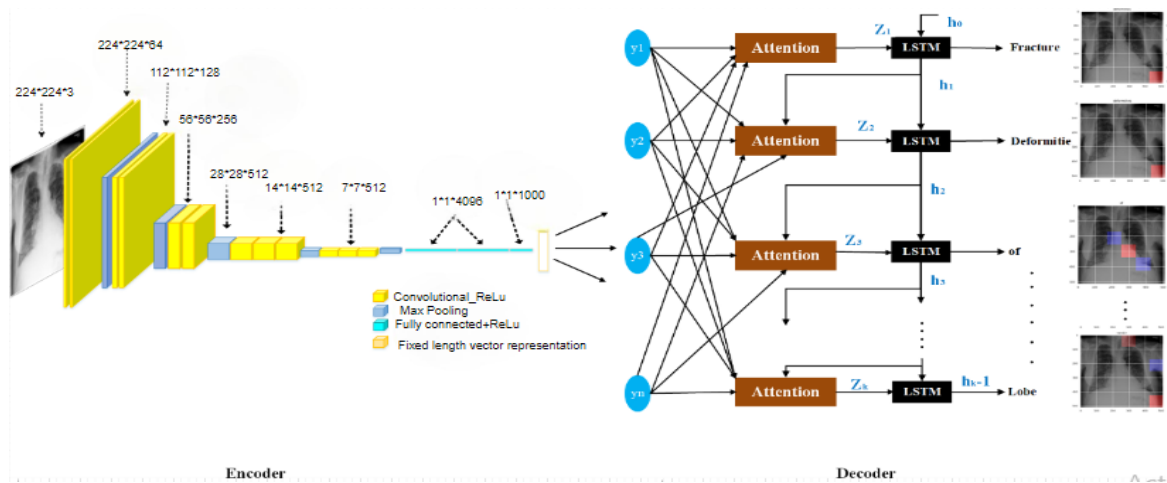 224*224*64
112*112*128
224*224*3
56*56*256
28*28*512
14*14*512
7*7*512
1*1*4096
1*1*1000
Convolutional_ReLu
Max Pooling
Fully connected+ReLu
Fixed length vector representation
Encoder
y1
Attention
Z1
h0
LSTM
Fracture
h1
y2
Attention
Z2
LSTM
Deformitie
h2
y3
Attention
Z3
LSTM
of
h3
yn
Attention
Zk
LSTM
hk-1
Lobe
Decoder